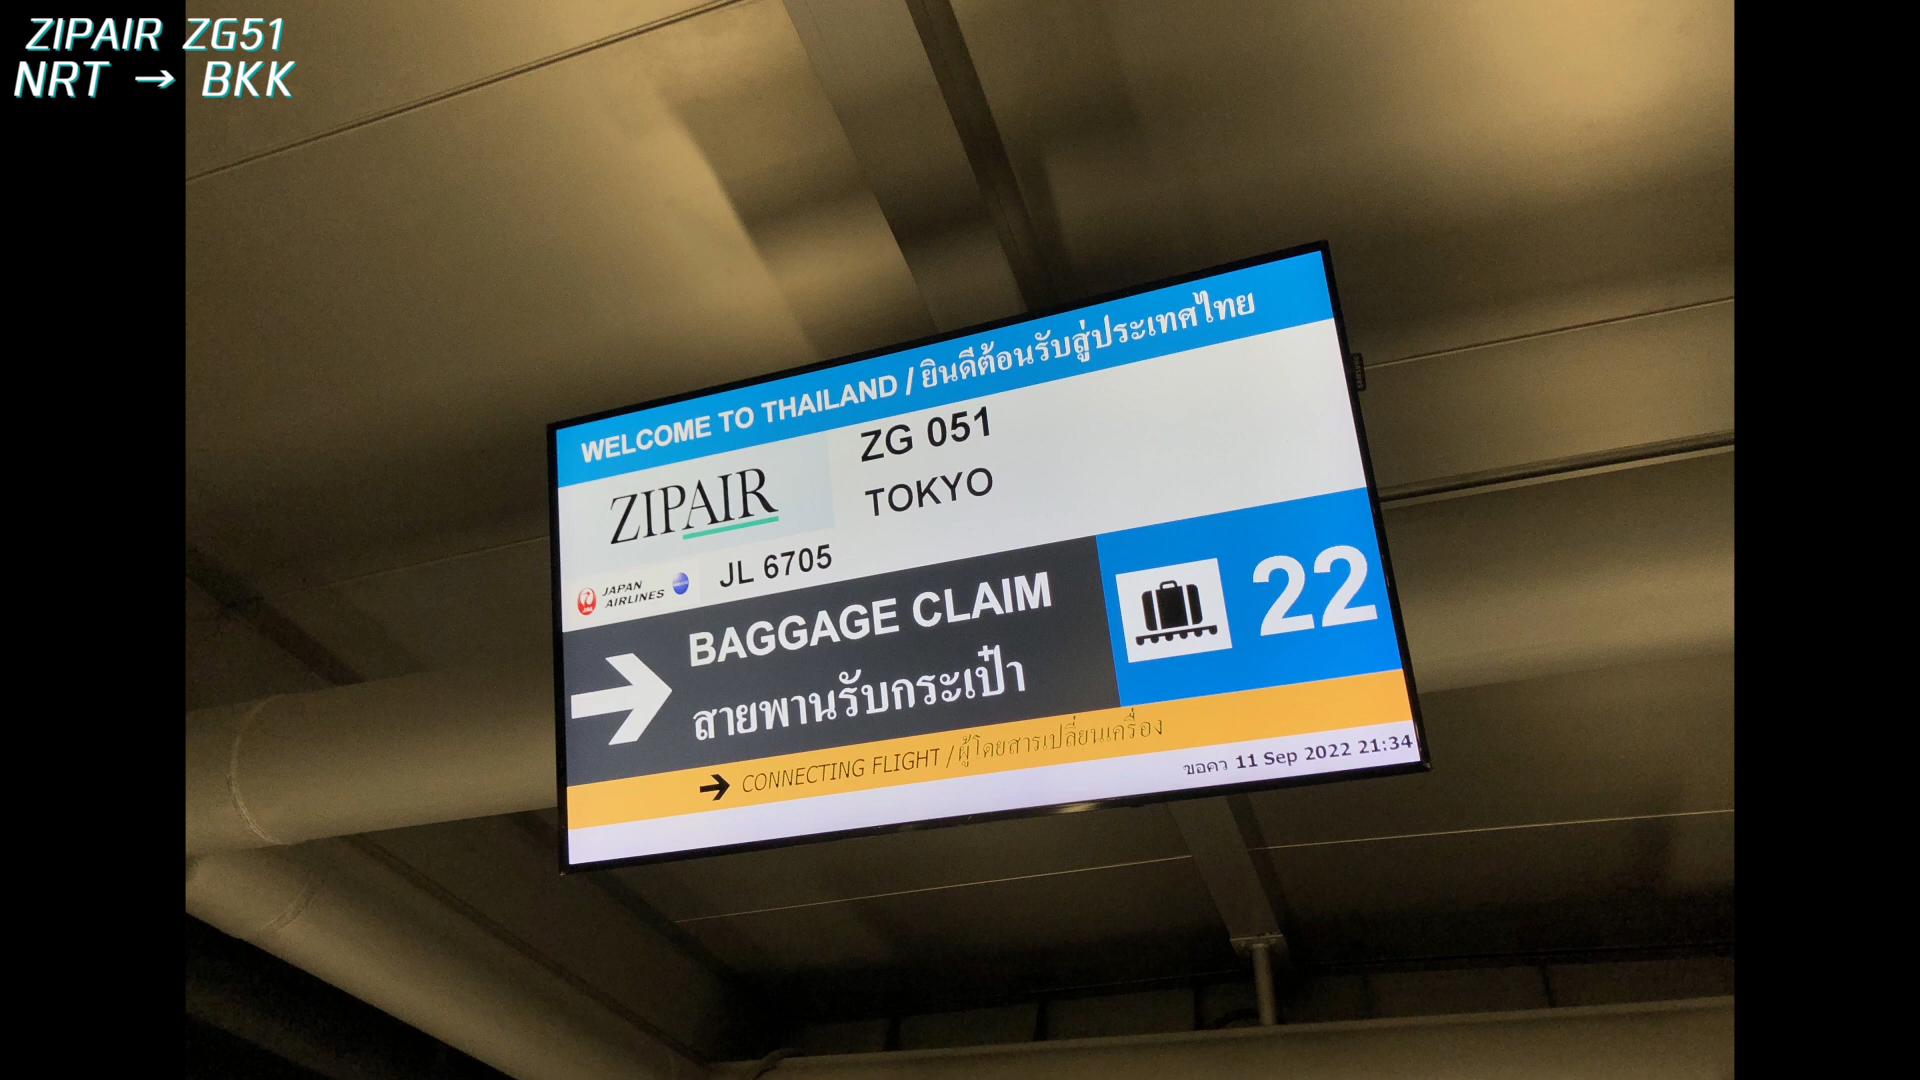 ZIPAIR ZG51
NRT → BKK
WELCOME TO THAILAND / ยินดีต้อนรับสู่ประเทศไทย
ZIPAIR
ZG 051
TOKYO
JAPAN
AIRLINES
JL 6705
BAGGAGE CLAIM
สายพานรับกระเป๋า
22
→ CONNECTING FLIGHT / ผู้โดยสารเปลี่ยนเครื่อง
ขอคว 11 Sep 2022 21:34